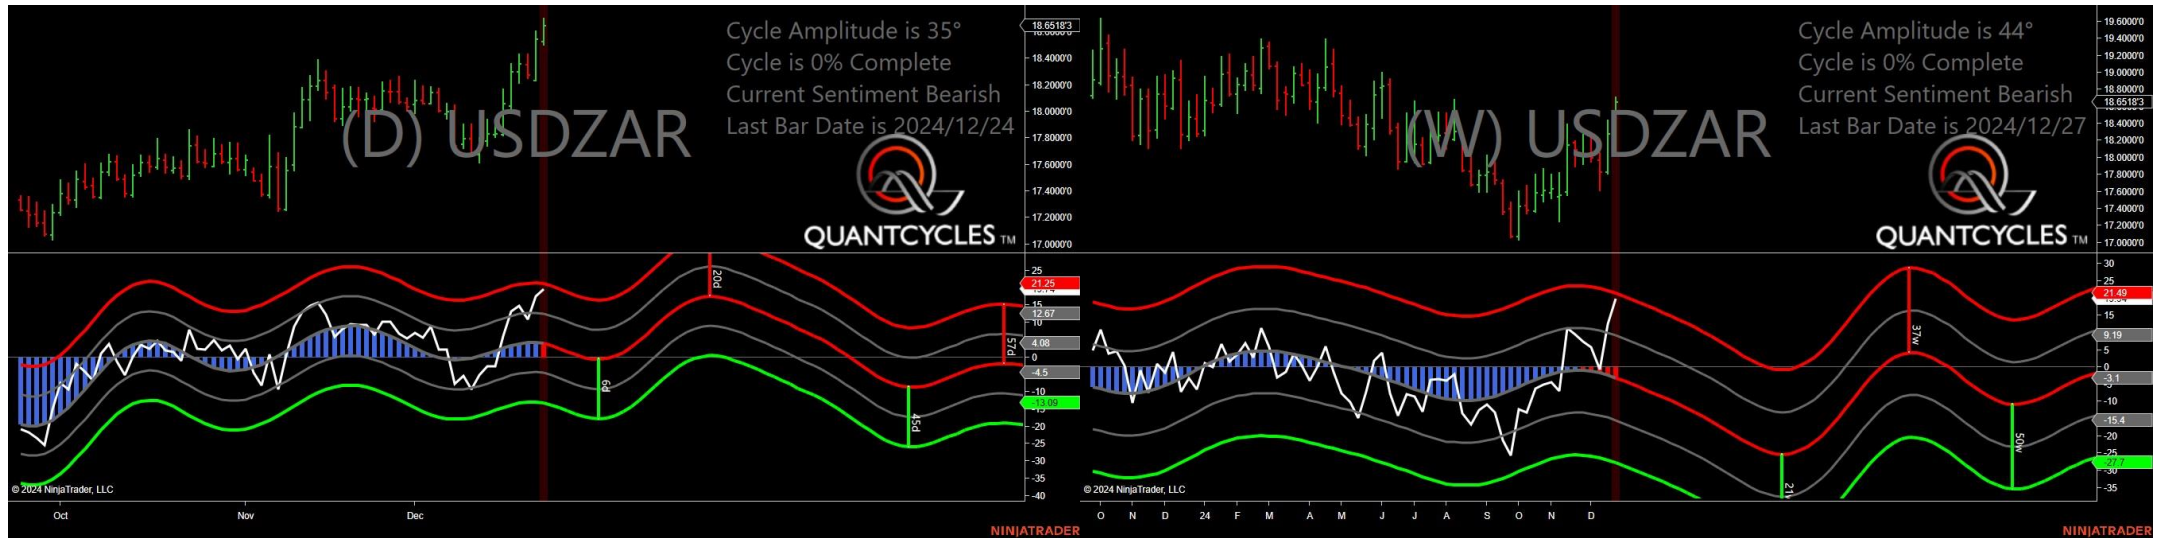 Cycle Amplitude is 35°
Cycle is 0% Complete
Current Sentiment Bearish
Last Bar Date is 2024/12/24
(D) USDZAR
QUANTCYCLES TM
18.6518'3
18.4000'0
18.2000'0
18.0000'0
17.8000'0
17.6000'0
17.4000'0
17.2000'0
17.0000'0
25
21.25
15
12.67
10
4.08
0
-4.5
-10
-13.09
-20
-25
-30
-35
-40
20d
6d
45d
57d
© 2024 NinjaTrader, LLC
Oct Nov Dec
NINJATRADER
Cycle Amplitude is 44°
Cycle is 0% Complete
Current Sentiment Bearish
Last Bar Date is 2024/12/27
(W) USDZAR
QUANTCYCLES TM
19.6000'0
19.4000'0
19.2000'0
19.0000'0
18.8000'0
18.6518'3
18.4000'0
18.2000'0
18.0000'0
17.8000'0
17.6000'0
17.4000'0
17.2000'0
17.0000'0
30
25
21.49
15
9.19
5
0
-3.1
-10
-15.4
-20
-27.7
-30
-35
37w
50w
© 2024 NinjaTrader, LLC
O N D 24 F M A M J J A S O N D
NINJATRADER